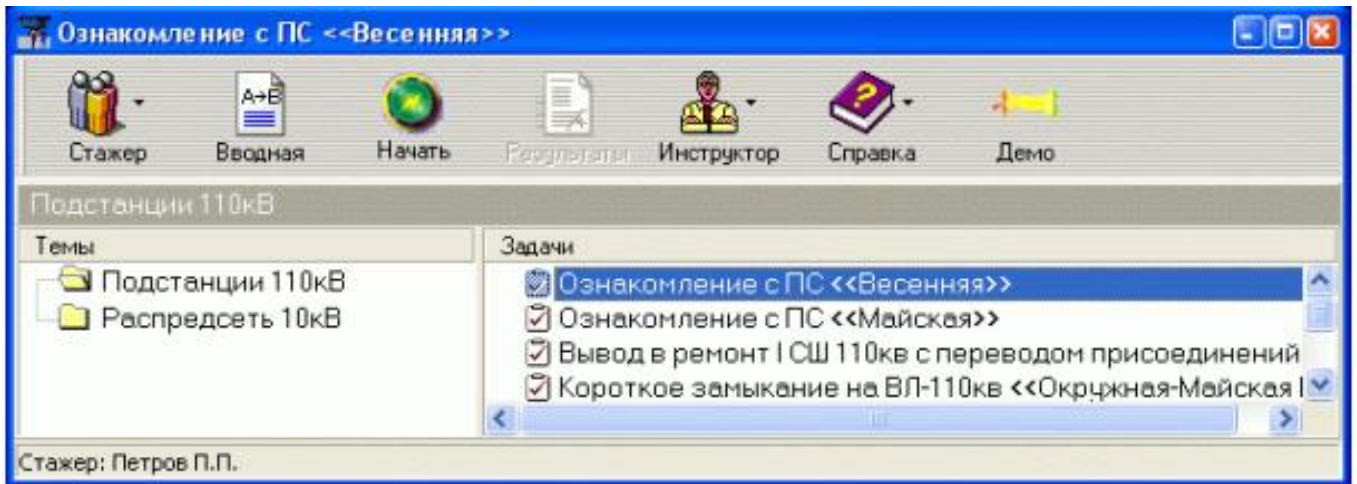 Ознакомление с ПС <<Весенняя>>
A→B
Стажер Вводная Начать Результаты Инструктор Справка Демо
Подстанции 110кВ
Темы Задачи
Подстанции 110кВ
Распредсеть 10кВ
Ознакомление с ПС <<Весенняя>>
Ознакомление с ПС <<Майская>>
Вывод в ремонт I СШ 110кв с переводом присоединений
Короткое замыкание на ВЛ-110кв <<Окружная-Майская I
Стажер: Петров П.П.